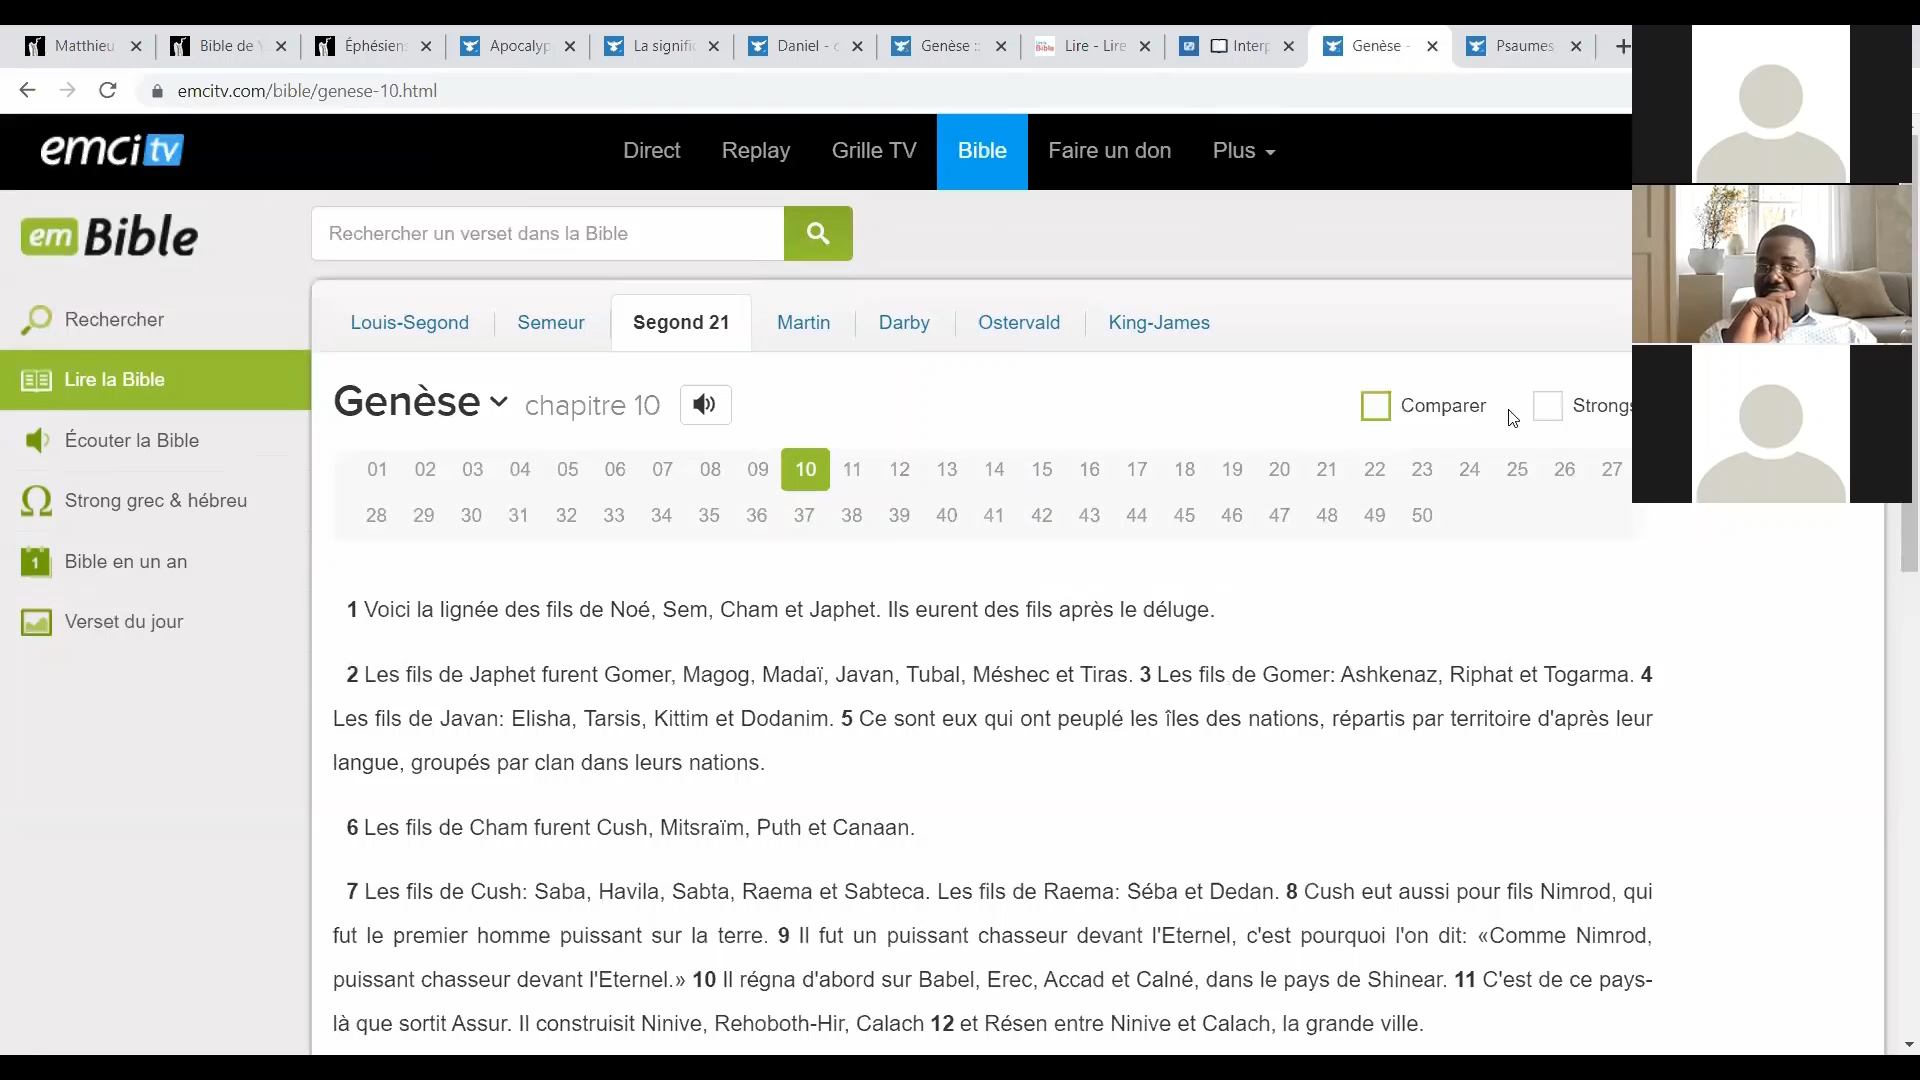 Matthieu
Bible de
Éphésien
Apocalyp
La signifi
Daniel - c
Genèse :
Lire - Lire
Interp
Genèse -
Psaumes
emcitv.com/bible/genese-10.html
emci tv
Direct
Replay
Grille TV
Bible
Faire un don
Plus
em Bible
Rechercher un verset dans la Bible
Rechercher
Lire la Bible
Écouter la Bible
Strong grec & hébreu
1
Bible en un an
Verset du jour
Louis-Segond
Semeur
Segond 21
Martin
Darby
Ostervald
King-James
Genèse chapitre 10
Comparer
Strongs
01 02 03 04 05 06 07 08 09 10 11 12 13 14 15 16 17 18 19 20 21 22 23 24 25 26 27
28 29 30 31 32 33 34 35 36 37 38 39 40 41 42 43 44 45 46 47 48 49 50
1 Voici la lignée des fils de Noé, Sem, Cham et Japhet. Ils eurent des fils après le déluge.
2 Les fils de Japhet furent Gomer, Magog, Madaï, Javan, Tubal, Méshec et Tiras. 3 Les fils de Gomer: Ashkenaz, Riphat et Togarma. 4
Les fils de Javan: Elisha, Tarsis, Kittim et Dodanim. 5 Ce sont eux qui ont peuplé les îles des nations, répartis par territoire d'après leur
langue, groupés par clan dans leurs nations.
6 Les fils de Cham furent Cush, Mitsraïm, Puth et Canaan.
7 Les fils de Cush: Saba, Havila, Sabta, Raema et Sabteca. Les fils de Raema: Séba et Dedan. 8 Cush eut aussi pour fils Nimrod, qui
fut le premier homme puissant sur la terre. 9 Il fut un puissant chasseur devant l'Eternel, c'est pourquoi l'on dit: «Comme Nimrod,
puissant chasseur devant l'Eternel.» 10 Il régna d'abord sur Babel, Erec, Accad et Calné, dans le pays de Shinear. 11 C'est de ce pays-
là que sortit Assur. Il construisit Ninive, Rehoboth-Hir, Calach 12 et Résen entre Ninive et Calach, la grande ville.